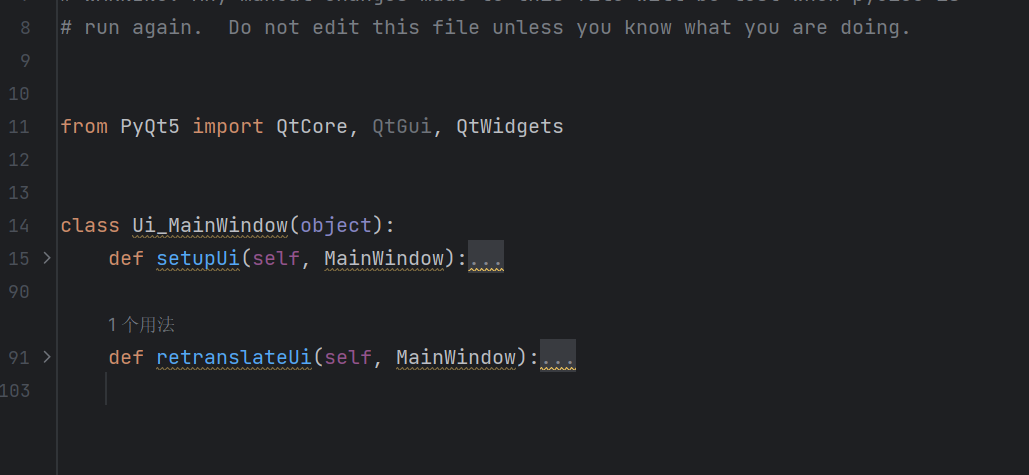 8 # run again.  Do not edit this file unless you know what you are doing.
9
10
11 from PyQt5 import QtCore, QtGui, QtWidgets
12
13
14 class Ui_MainWindow(object):
15 def setupUi(self, MainWindow):...
90
1个用法
91 def retranslateUi(self, MainWindow):...
103